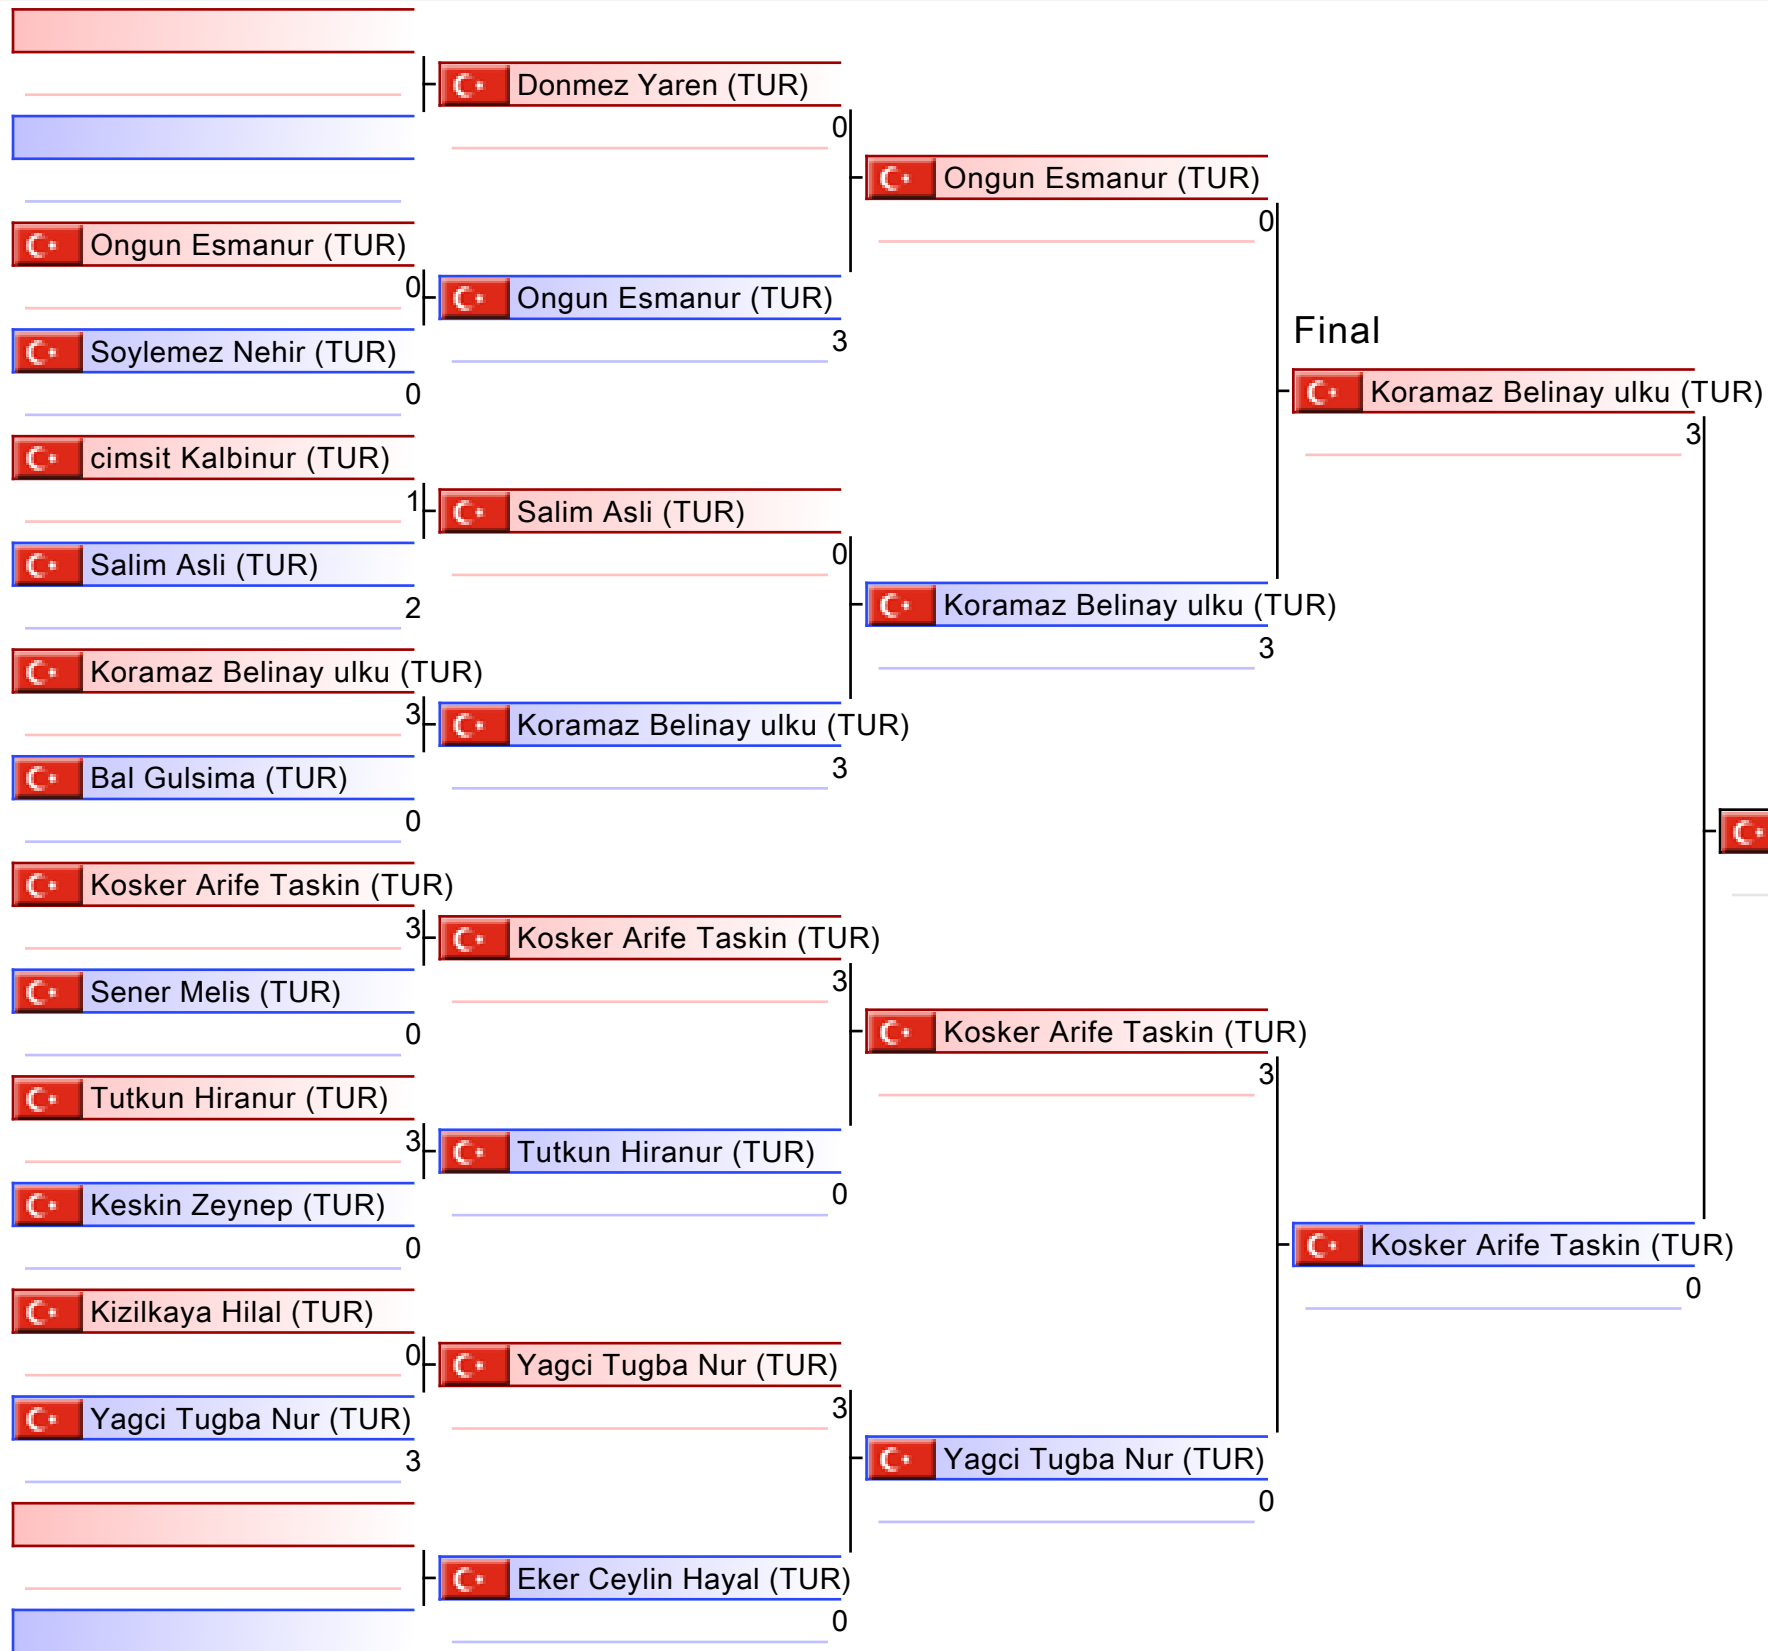 Donmez Yaren (TUR)
0
Ongun Esmanur (TUR)
0
Ongun Esmanur (TUR)
0
Ongun Esmanur (TUR)
3
Soylemez Nehir (TUR)
0
Final
Koramaz Belinay ulku (TUR)
3
cimsit Kalbinur (TUR)
1
Salim Asli (TUR)
0
Salim Asli (TUR)
2
Koramaz Belinay ulku (TUR)
3
Koramaz Belinay ulku (TUR)
3
Koramaz Belinay ulku (TUR)
3
Bal Gulsima (TUR)
0
Kosker Arife Taskin (TUR)
3
Kosker Arife Taskin (TUR)
3
Sener Melis (TUR)
0
Kosker Arife Taskin (TUR)
3
Tutkun Hiranur (TUR)
3
Tutkun Hiranur (TUR)
0
Keskin Zeynep (TUR)
0
Kosker Arife Taskin (TUR)
0
Kizilkaya Hilal (TUR)
0
Yagci Tugba Nur (TUR)
3
Yagci Tugba Nur (TUR)
3
Yagci Tugba Nur (TUR)
0
Eker Ceylin Hayal (TUR)
0